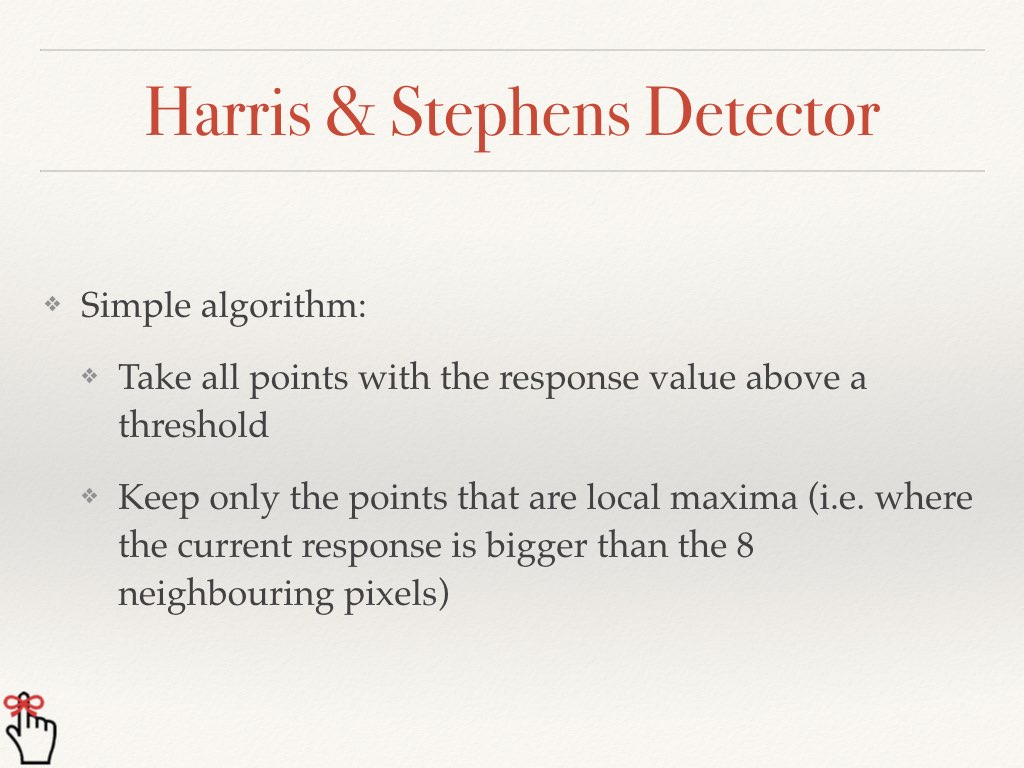 Harris & Stephens Detector
❖ Simple algorithm:
❖ Take all points with the response value above a
threshold
❖ Keep only the points that are local maxima (i.e. where
the current response is bigger than the 8
neighbouring pixels)